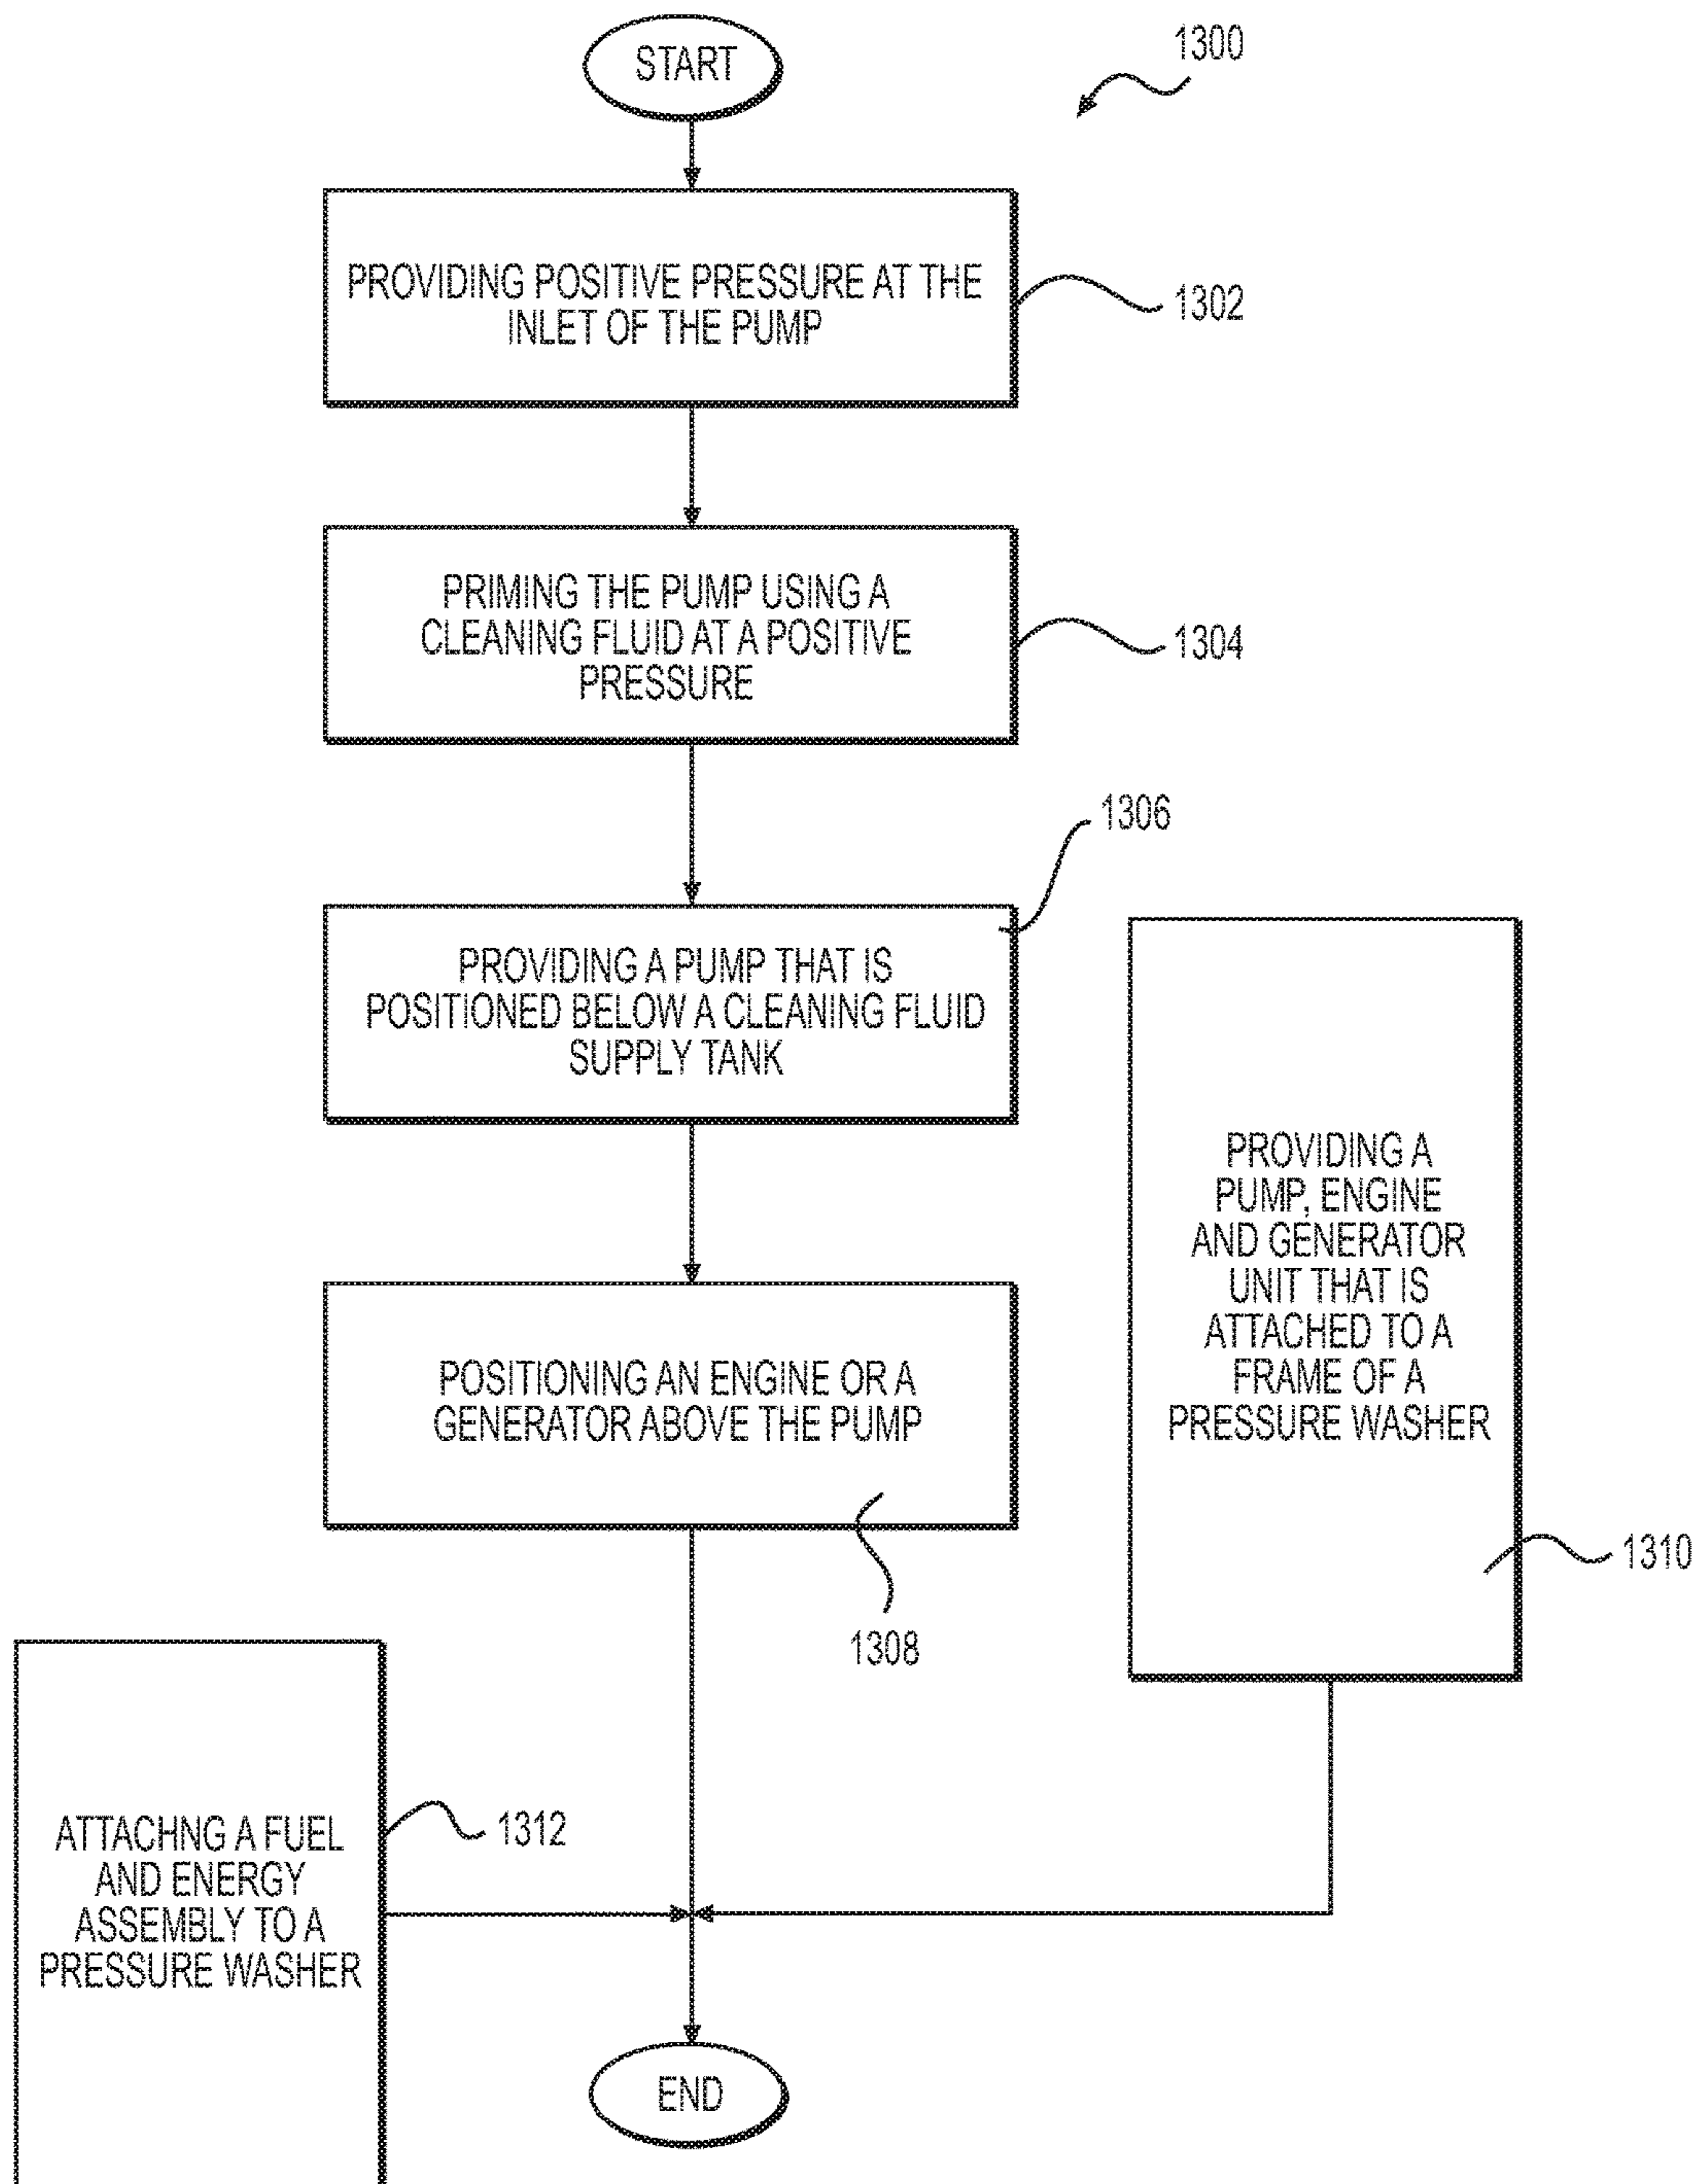 START
1300
PROVIDING POSITIVE PRESSURE AT THE
INLET OF THE PUMP
1302
PRIMING THE PUMP USING A
CLEANING FLUID AT A POSITIVE
PRESSURE
1304
1306
PROVIDING A PUMP THAT IS
POSITIONED BELOW A CLEANING FLUID
SUPPLY TANK
PROVIDING A
PUMP, ENGINE
AND GENERATOR
UNIT THAT IS
ATTACHED TO A
FRAME OF A
PRESSURE WASHER
1310
POSITIONING AN ENGINE OR A
GENERATOR ABOVE THE PUMP
1308
ATTACHNG A FUEL
AND ENERGY
ASSEMBLY TO A
PRESSURE WASHER
1312
END